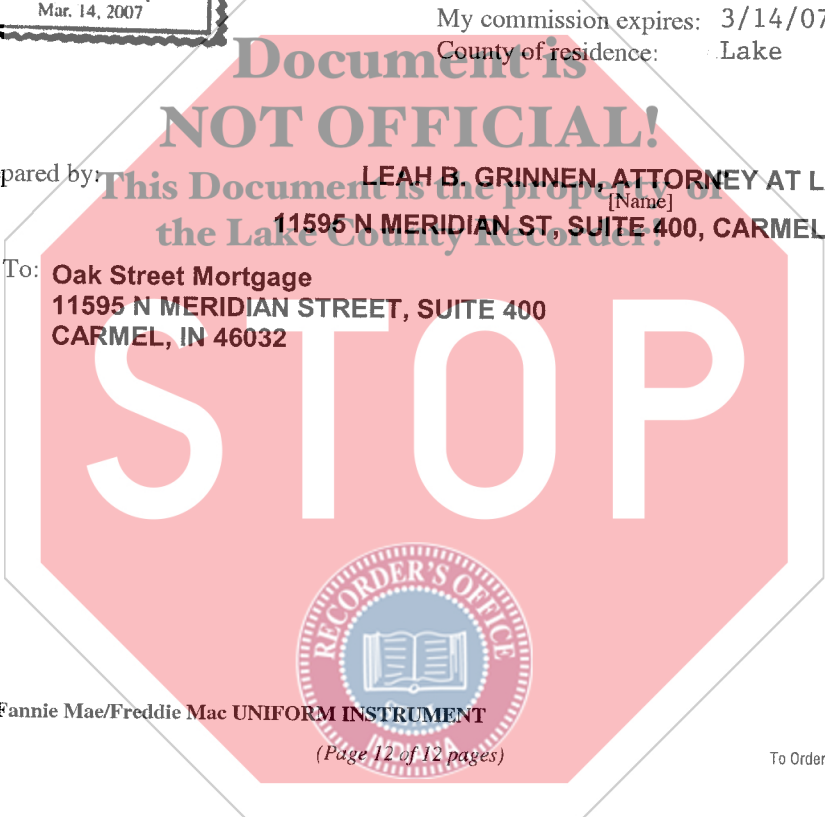 Mar. 14, 2007
My commission expires: 3/14/07
County of residence: Lake
Document is
NOT OFFICIAL!
pared by: LEAH B. GRINNEN, ATTORNEY AT L
This Document is the property of
[Name]
11595 N MERIDIAN ST, SUITE 400, CARMEL
the Lake County Recorder!
To: Oak Street Mortgage
11595 N MERIDIAN STREET, SUITE 400
CARMEL, IN 46032
STOP
RECORDER'S OFFICE
Fannie Mae/Freddie Mac UNIFORM INSTRUMENT
INDIANA
(Page 12 of 12 pages)
To Order